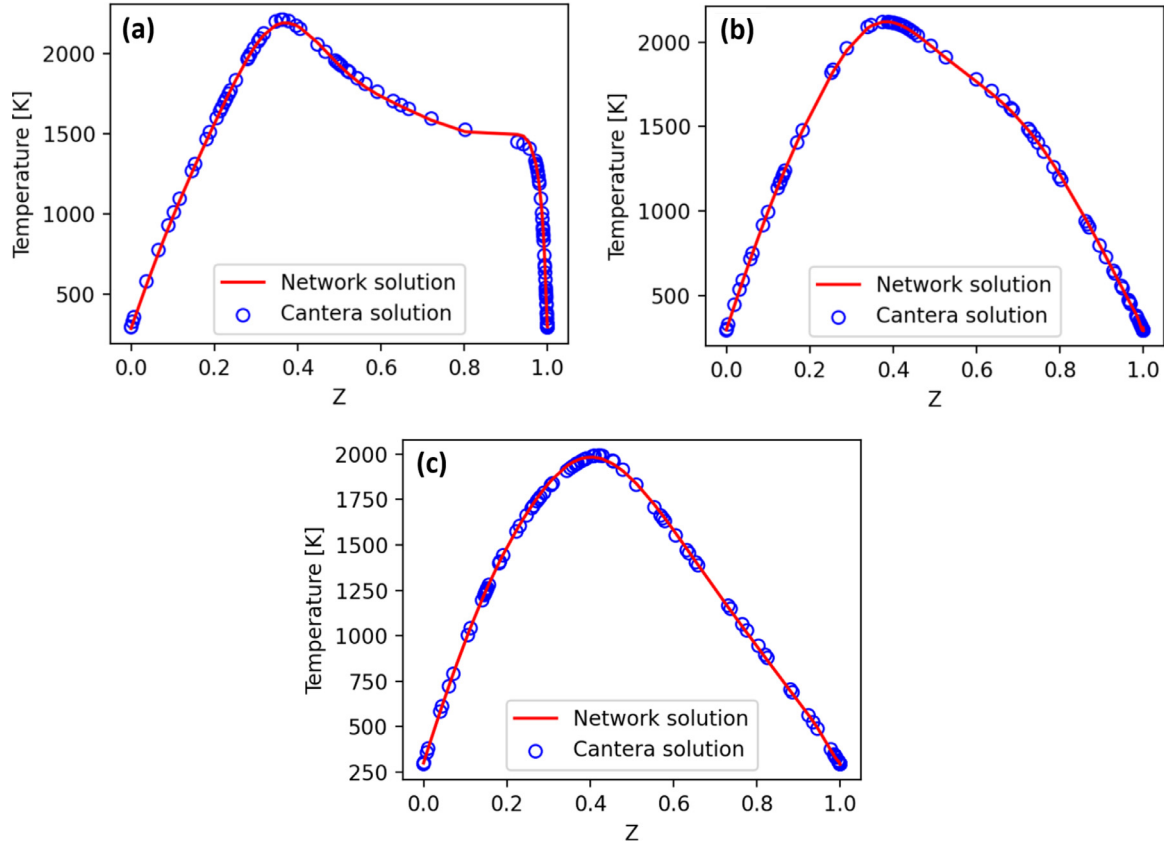 (a)
Temperature [K]
2000
1500
1000
500
Network solution
Cantera solution
0.0 0.2 0.4 0.6 0.8 1.0
Z
(b)
Temperature [K]
2000
1500
1000
500
Network solution
Cantera solution
0.0 0.2 0.4 0.6 0.8 1.0
Z
(c)
Temperature [K]
2000
1750
1500
1250
1000
750
500
250
Network solution
Cantera solution
0.0 0.2 0.4 0.6 0.8 1.0
Z